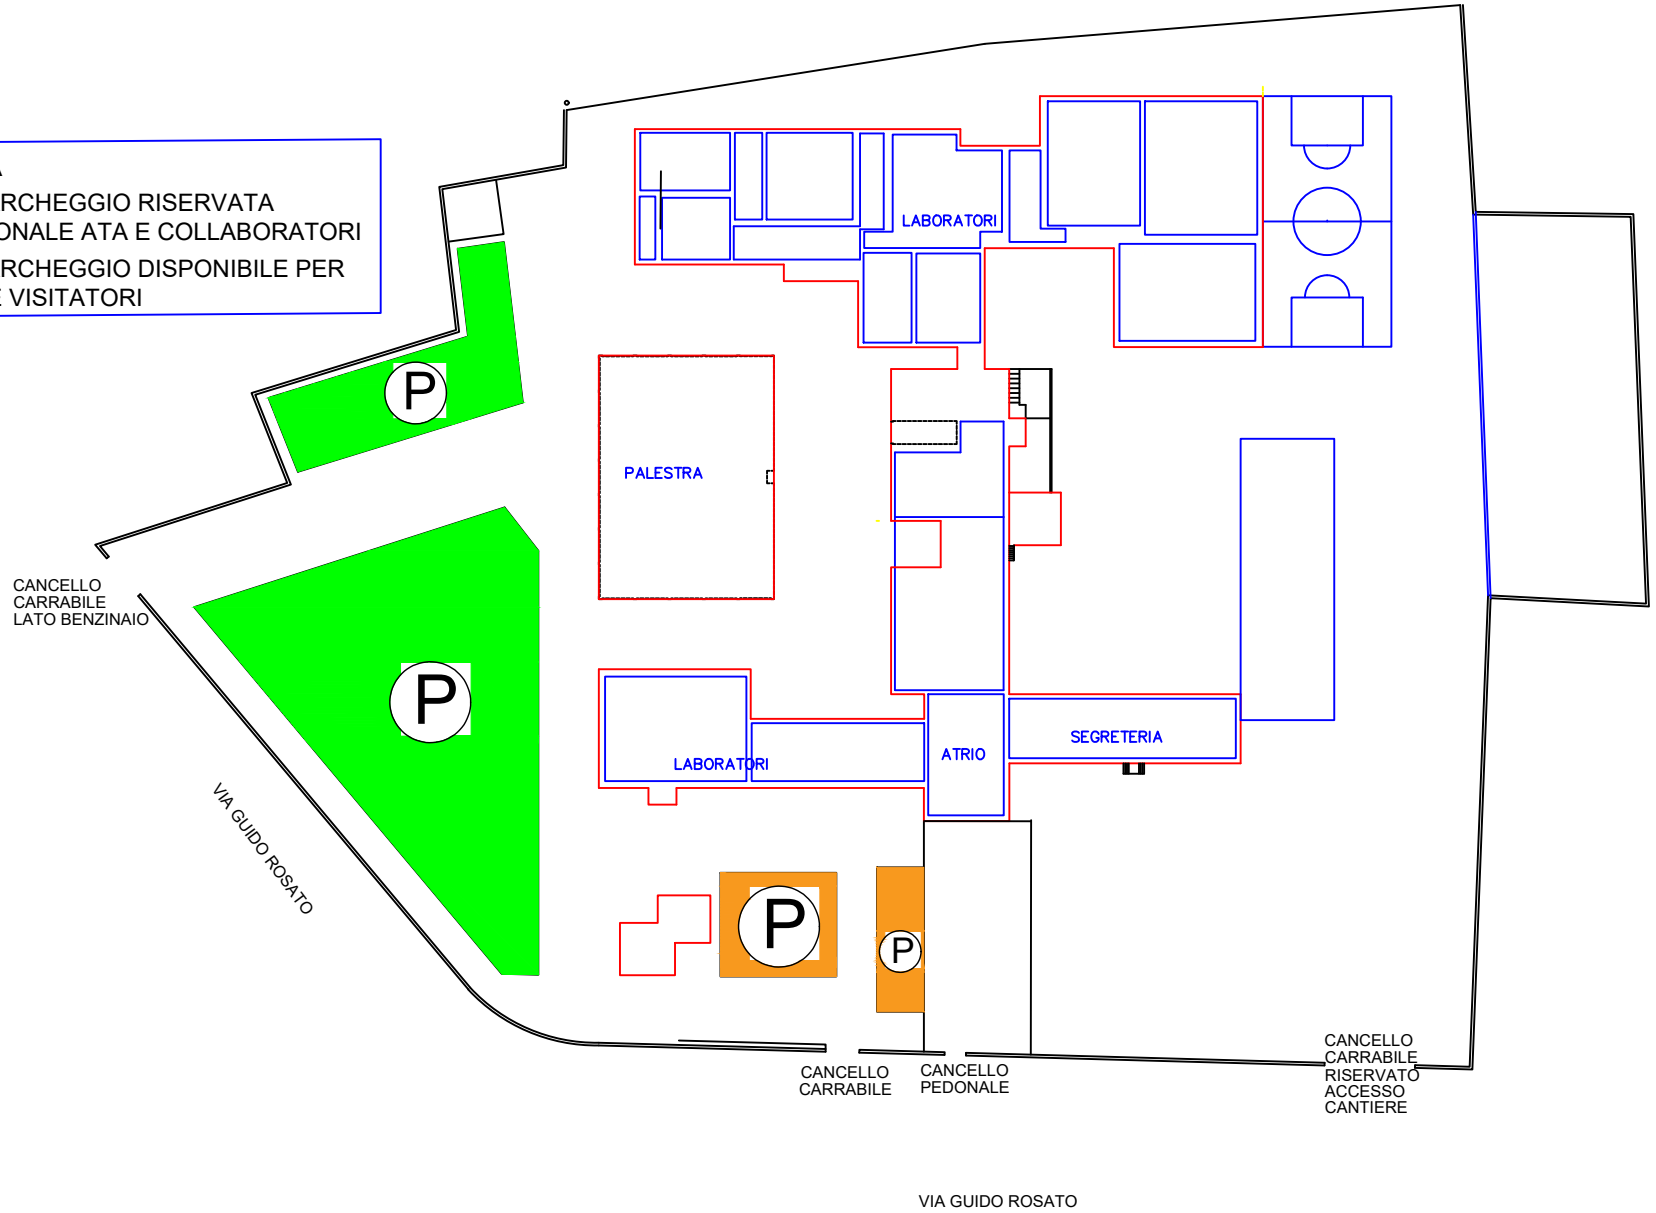 RCHEGGIO RISERVATA
ONALE ATA E COLLABORATORI
RCHEGGIO DISPONIBILE PER
E VISITATORI
LABORATORI
P
PALESTRA
CANCELLO
CARRABILE
LATO BENZINAIO
P
LABORATORI
ATRIO
SEGRETERIA
VIA GUIDO ROSATO
P
P
CANCELLO
CARRABILE
CANCELLO
PEDONALE
CANCELLO
CARRABILE
RISERVATO
ACCESSO
CANTIERE
VIA GUIDO ROSATO